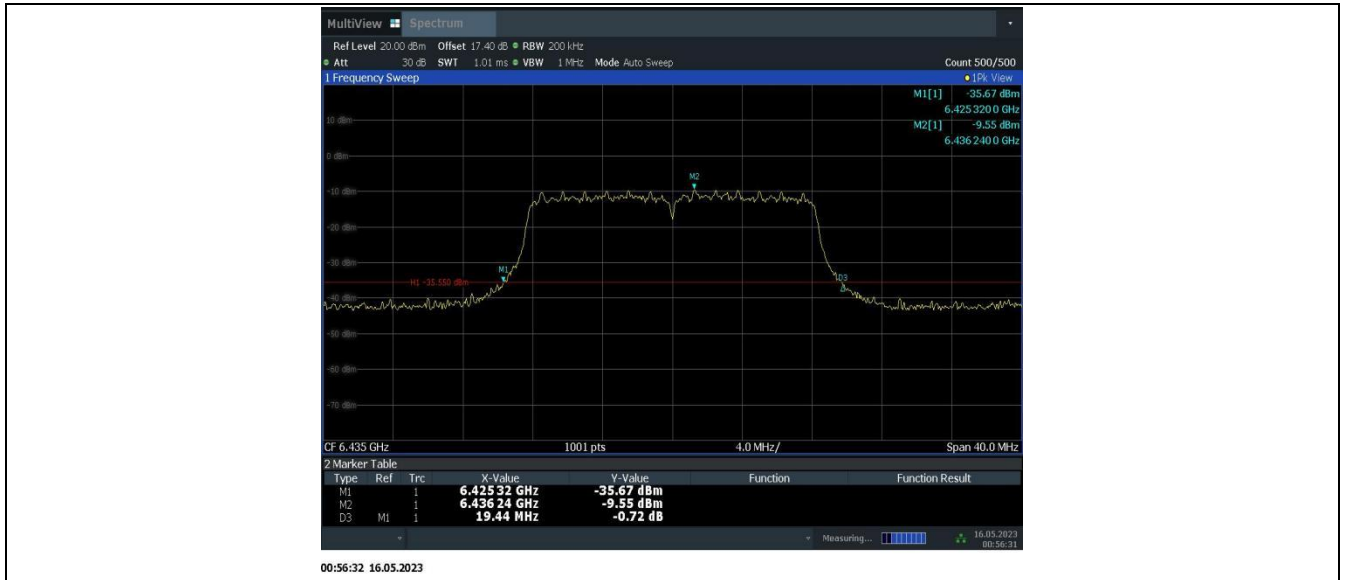 MultiView Spectrum
Ref Level 20.00 dBm Offset 17.40 dB RBW 200 kHz
Att 30 dB SWT 1.01 ms VBW 1 MHz Mode Auto Sweep Count 500/500
1 Frequency Sweep 1Pk View
M1[1] -35.67 dBm
6.425 320 0 GHz
10 dBm
M2[1] -9.55 dBm
6.436 240 0 GHz
0 dBm
M2
-10 dBm
-20 dBm
-30 dBm
M1
D3
H1 -35.550 dBm
-40 dBm
-50 dBm
-60 dBm
-70 dBm
CF 6.435 GHz 1001 pts 4.0 MHz/ Span 40.0 MHz
2 Marker Table
Type Ref Trc X-Value Y-Value Function Function Result
M1 1 6.425 32 GHz -35.67 dBm
M2 1 6.436 24 GHz -9.55 dBm
D3 M1 1 19.44 MHz -0.72 dB
Measuring... 16.05.2023
00:56:31
00:56:32 16.05.2023